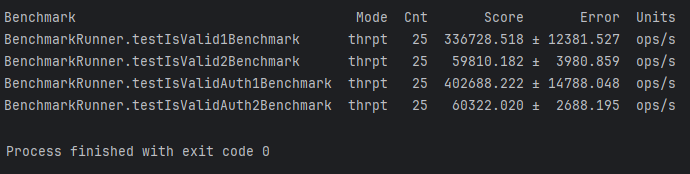 Benchmark                               Mode  Cnt       Score       Error  Units
BenchmarkRunner.testIsValid1Benchmark      thrpt   25  336728.518 ± 12381.527  ops/s
BenchmarkRunner.testIsValid2Benchmark      thrpt   25   59810.182 ±  3980.859  ops/s
BenchmarkRunner.testIsValidAuth1Benchmark  thrpt   25  402688.222 ± 14788.048  ops/s
BenchmarkRunner.testIsValidAuth2Benchmark  thrpt   25   60322.020 ±  2688.195  ops/s
Process finished with exit code 0